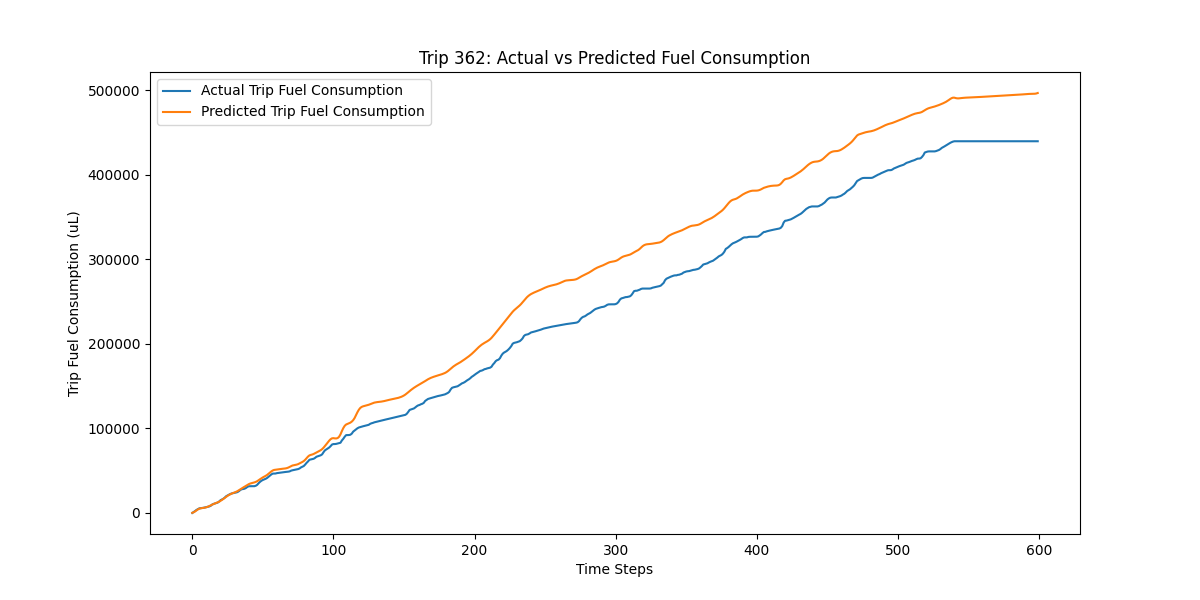 Trip 362: Actual vs Predicted Fuel Consumption
Actual Trip Fuel Consumption
Predicted Trip Fuel Consumption
Trip Fuel Consumption (uL)
500000
400000
300000
200000
100000
0
0 100 200 300 400 500 600
Time Steps